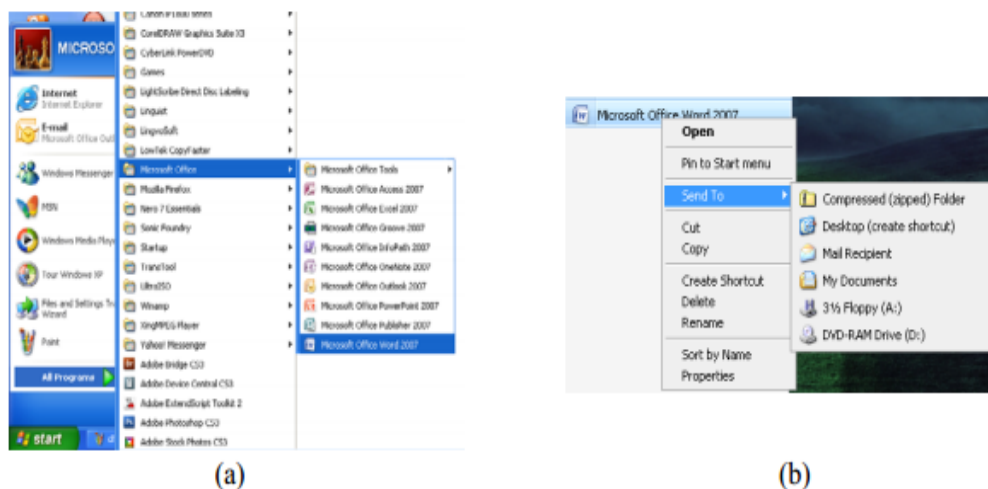 Canon iP1800 series
CorelDRAW Graphics Suite X3
MICROSO
CyberLink PowerDVD
Games
Internet
Internet Explorer
LightScribe Direct Disc Labeling
Linguist
E-mail
Microsoft Office Out
LingvoSoft
LowTek CopyFaster
Windows Messenger
Microsoft Office
Mozilla Firefox
MSN
Nero 7 Essentials
Sonic Foundry
Windows Media Playe
Startup
TransTool
Tour Windows XP
UltraISO
Files and Settings Tr
Wizard
Winamp
XingMPEG Player
Paint
Yahoo! Messenger
Adobe Bridge CS3
All Programs
Adobe Device Central CS3
Adobe ExtendScript Toolkit 2
Adobe Photoshop CS3
start
Adobe Stock Photos CS3
Microsoft Office Tools
Microsoft Office Access 2007
Microsoft Office Excel 2007
Microsoft Office Groove 2007
Microsoft Office InfoPath 2007
Microsoft Office OneNote 2007
Microsoft Office Outlook 2007
Microsoft Office PowerPoint 2007
Microsoft Office Publisher 2007
Microsoft Office Word 2007
(a)
Microsoft Office Word 2007
Open
Pin to Start menu
Send To
Cut
Copy
Create Shortcut
Delete
Rename
Sort by Name
Properties
Compressed (zipped) Folder
Desktop (create shortcut)
Mail Recipient
My Documents
3½ Floppy (A:)
DVD-RAM Drive (D:)
(b)